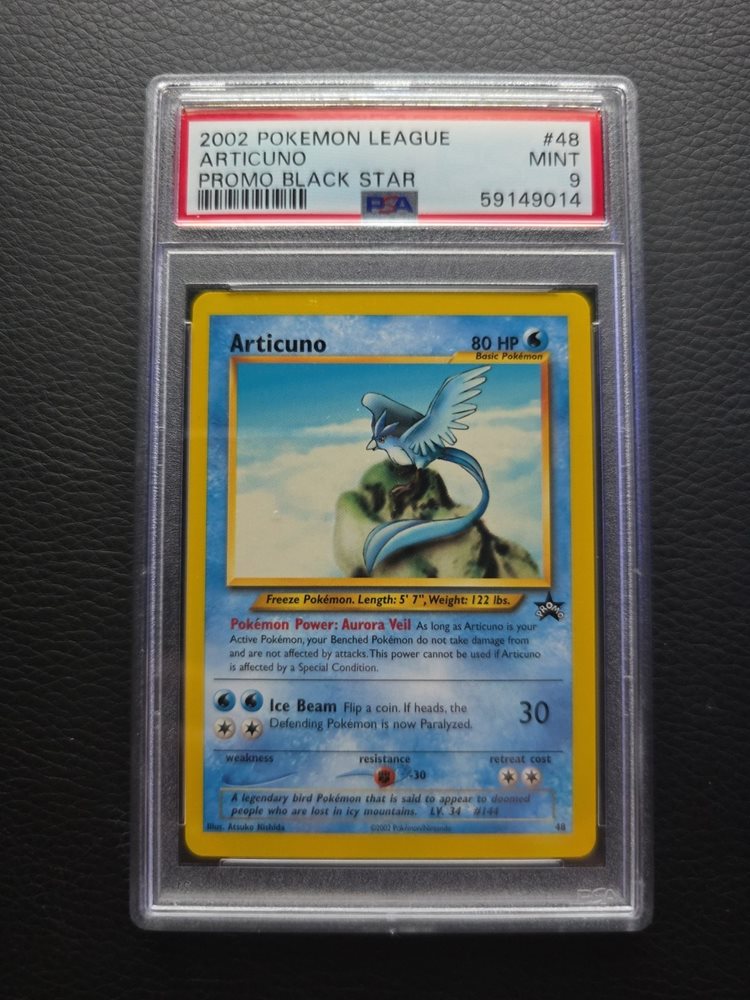 2002 POKEMON LEAGUE #48
ARTICUNO MINT
PROMO BLACK STAR 9
PSA 59149014
Articuno 80 HP
Basic Pokémon
Freeze Pokémon. Length: 5' 7", Weight: 122 lbs.
PROMO
Pokémon Power: Aurora Veil As long as Articuno is your
Active Pokémon, your Benched Pokémon do not take damage from
and are not affected by attacks. This power cannot be used if Articuno
is affected by a Special Condition.
Ice Beam Flip a coin. If heads, the
Defending Pokémon is now Paralyzed. 30
weakness resistance retreat cost
-30
A legendary bird Pokémon that is said to appear to doomed
people who are lost in icy mountains. LV. 34 #144
Illus. Atsuko Nishida ©2002 Pokémon/Nintendo 48
PSA